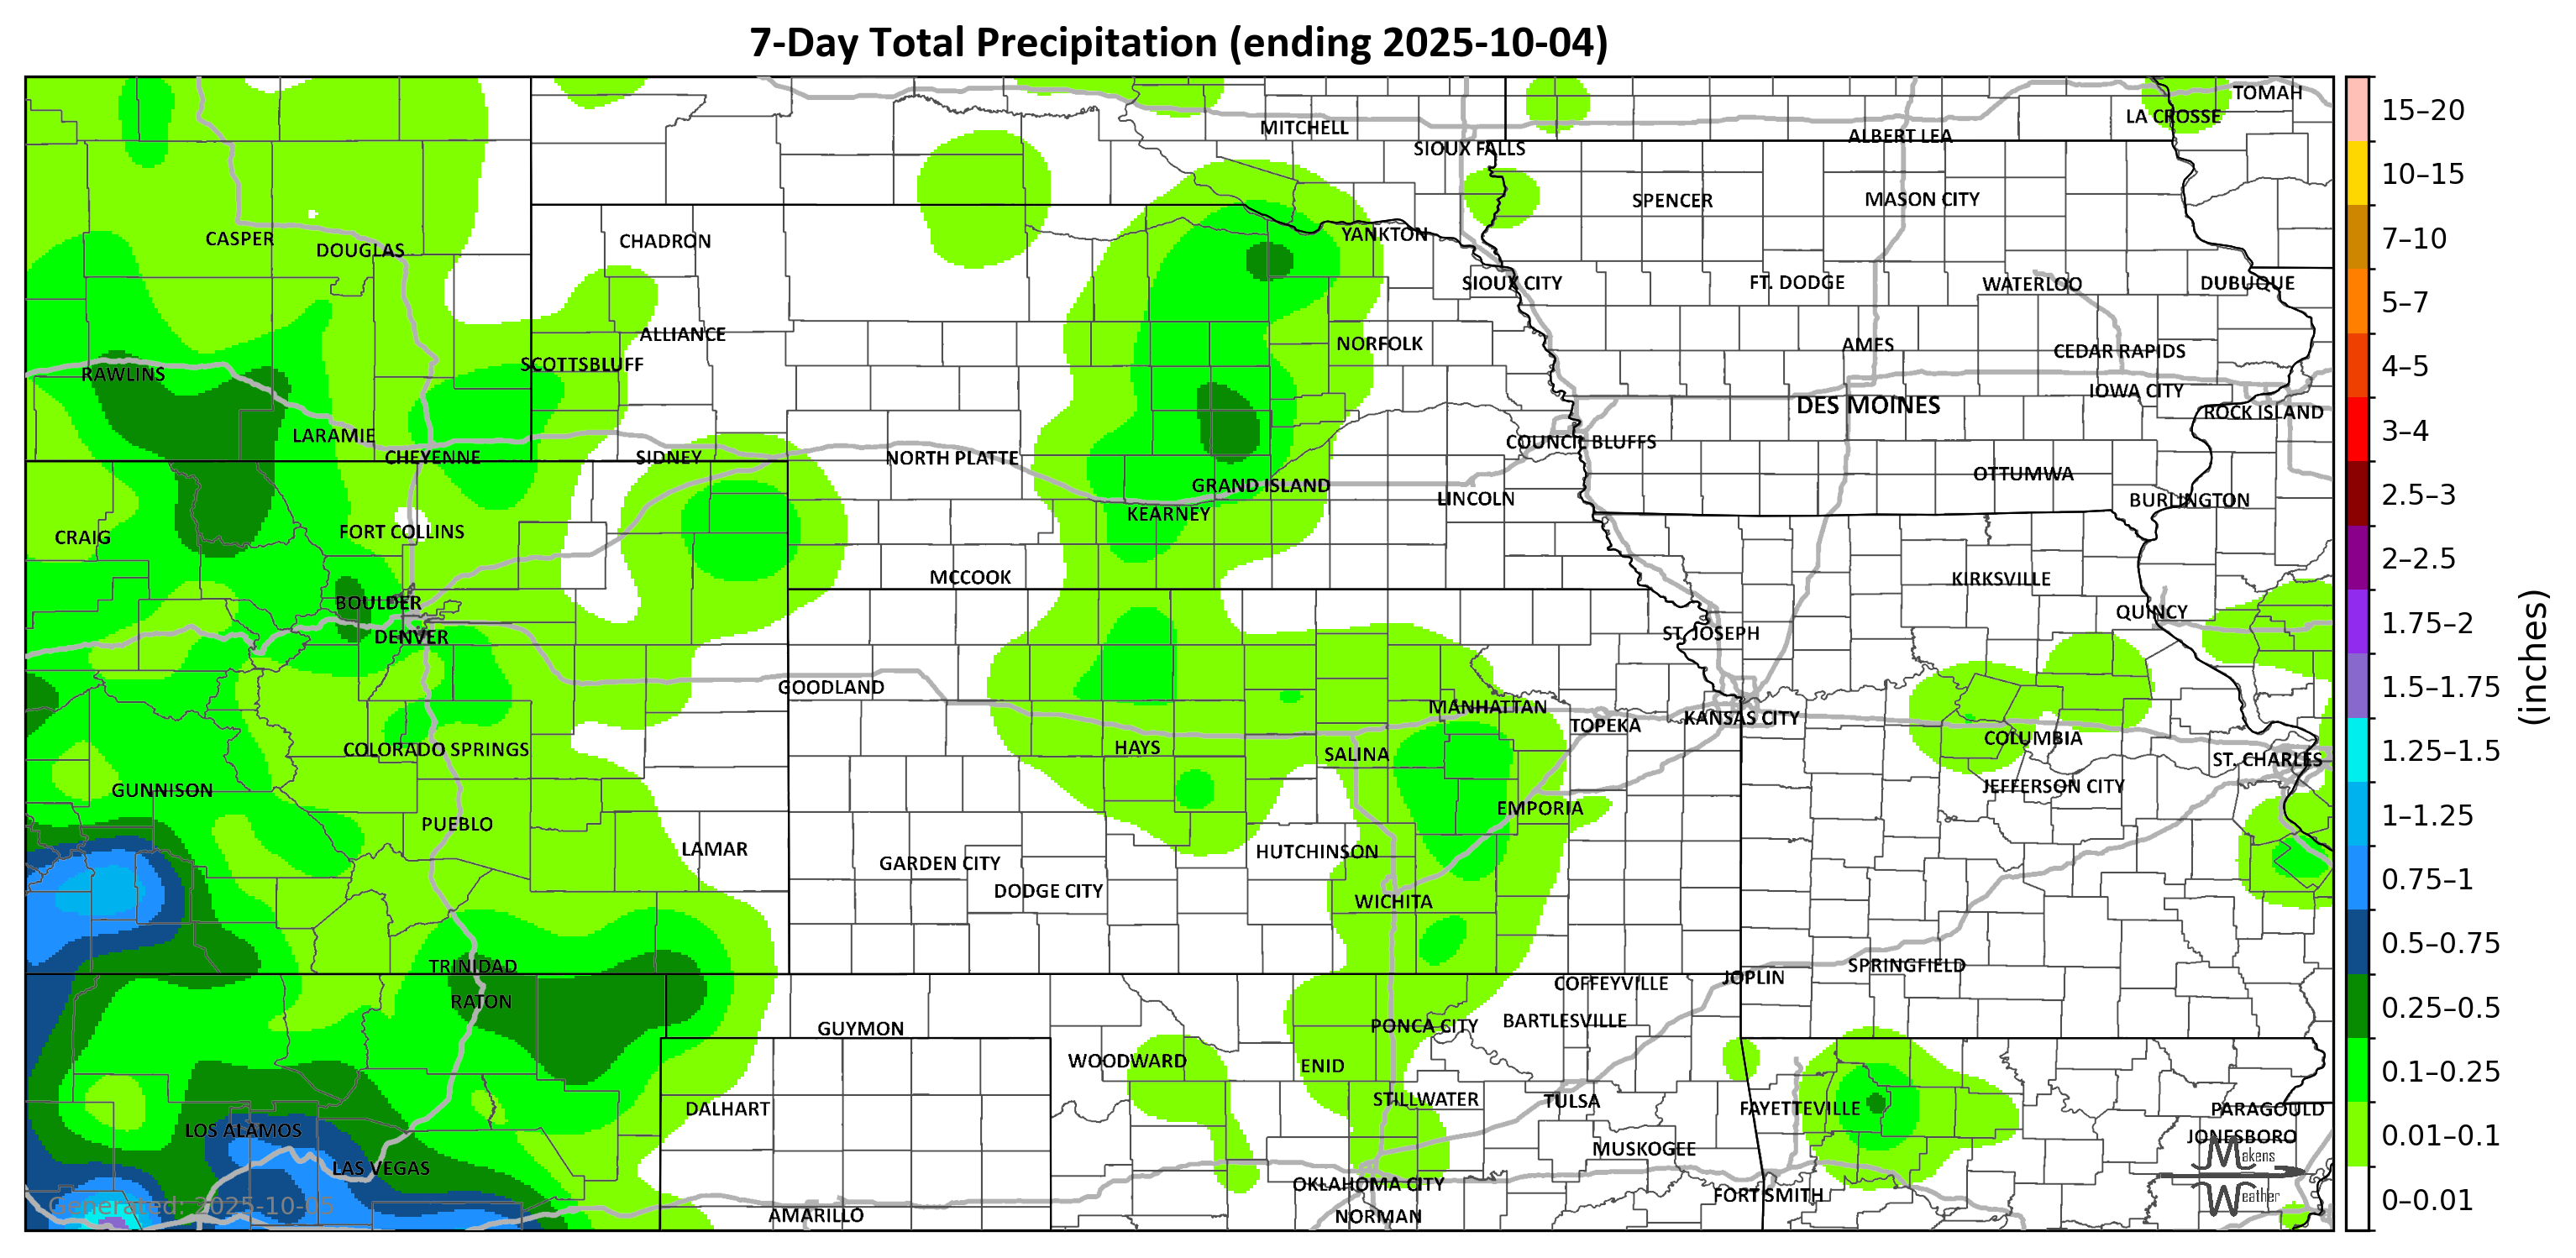 7-Day Total Precipitation (ending 2025-10-04)
TOMAH
LA CROSSE
MITCHELL
ALBERT LEA
SIOUX FALLS
SPENCER
MASON CITY
CASPER
DOUGLAS
CHADRON
YANKTON
SIOUX CITY
FT. DODGE
WATERLOO
DUBUQUE
ALLIANCE
NORFOLK
AMES
CEDAR RAPIDS
SCOTTSBLUFF
RAWLINS
IOWA CITY
DES MOINES
ROCK ISLAND
LARAMIE
COUNCIL BLUFFS
CHEYENNE
SIDNEY
NORTH PLATTE
OTTUMWA
GRAND ISLAND
LINCOLN
BURLINGTON
KEARNEY
CRAIG
FORT COLLINS
MCCOOK
KIRKSVILLE
BOULDER
QUINCY
DENVER
ST. JOSEPH
GOODLAND
MANHATTAN
TOPEKA
KANSAS CITY
COLORADO SPRINGS
HAYS
SALINA
COLUMBIA
ST. CHARLES
GUNNISON
JEFFERSON CITY
EMPORIA
PUEBLO
LAMAR
GARDEN CITY
HUTCHINSON
DODGE CITY
WICHITA
TRINIDAD
SPRINGFIELD
JOPLIN
COFFEYVILLE
RATON
GUYMON
PONCA CITY
BARTLESVILLE
WOODWARD
ENID
DALHART
STILLWATER
TULSA
FAYETTEVILLE
PARAGOULD
LOS ALAMOS
JONESBORO
MUSKOGEE
LAS VEGAS
OKLAHOMA CITY
FORT SMITH
AMARILLO
NORMAN
Makens
Weather
Generated: 2025-10-05
15–20
10–15
7–10
5–7
4–5
3–4
2.5–3
2–2.5
1.75–2
1.5–1.75
1.25–1.5
1–1.25
0.75–1
0.5–0.75
0.25–0.5
0.1–0.25
0.01–0.1
0–0.01
(inches)